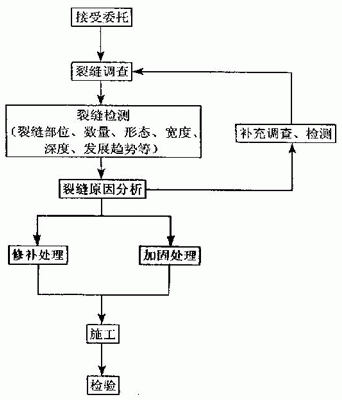 接受委托
裂缝调查
裂缝检测
（裂缝部位、数量、形态、宽度、
深度、发展趋势等）
补充调查、检测
裂缝原因分析
修补处理
加固处理
施工
检验